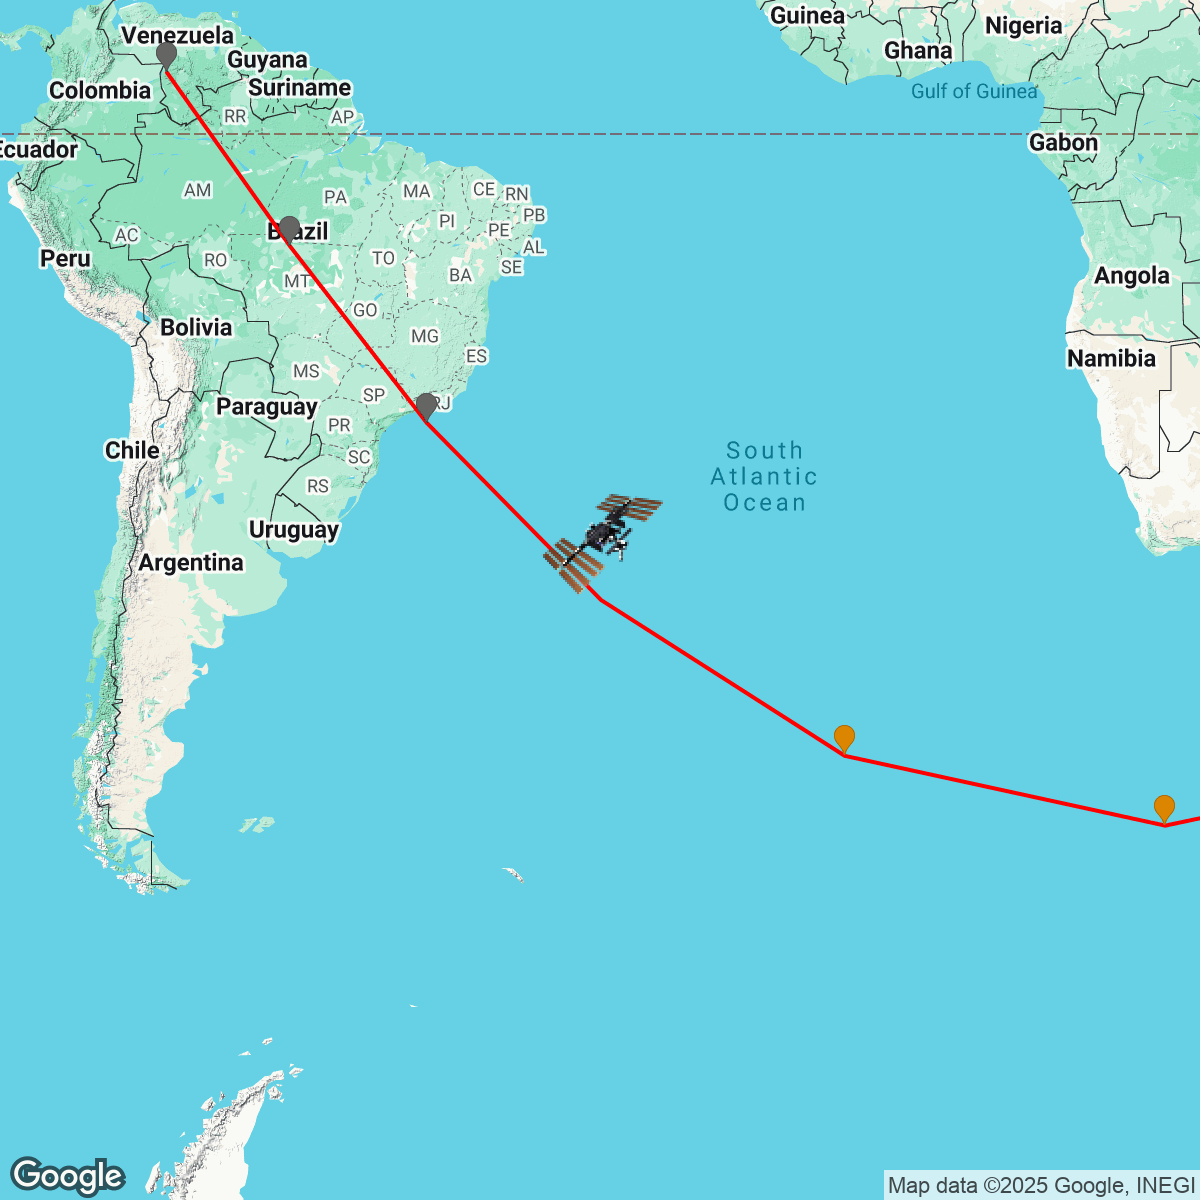 Guinea
Nigeria
Venezuela
Ghana
Guyana
Colombia
Suriname
Gulf of Guinea
RR
AP
Ecuador
Gabon
AM
PA
MA
CE
RN
PI
PB
Brazil
PE
AC
AL
Peru
RO
TO
SE
BA
Angola
MT
GO
Bolivia
MG
ES
Namibia
MS
SP
Paraguay
RJ
PR
Chile
South
Atlantic
Ocean
SC
RS
Uruguay
Argentina
Google
Map data ©2025 Google, INEGI